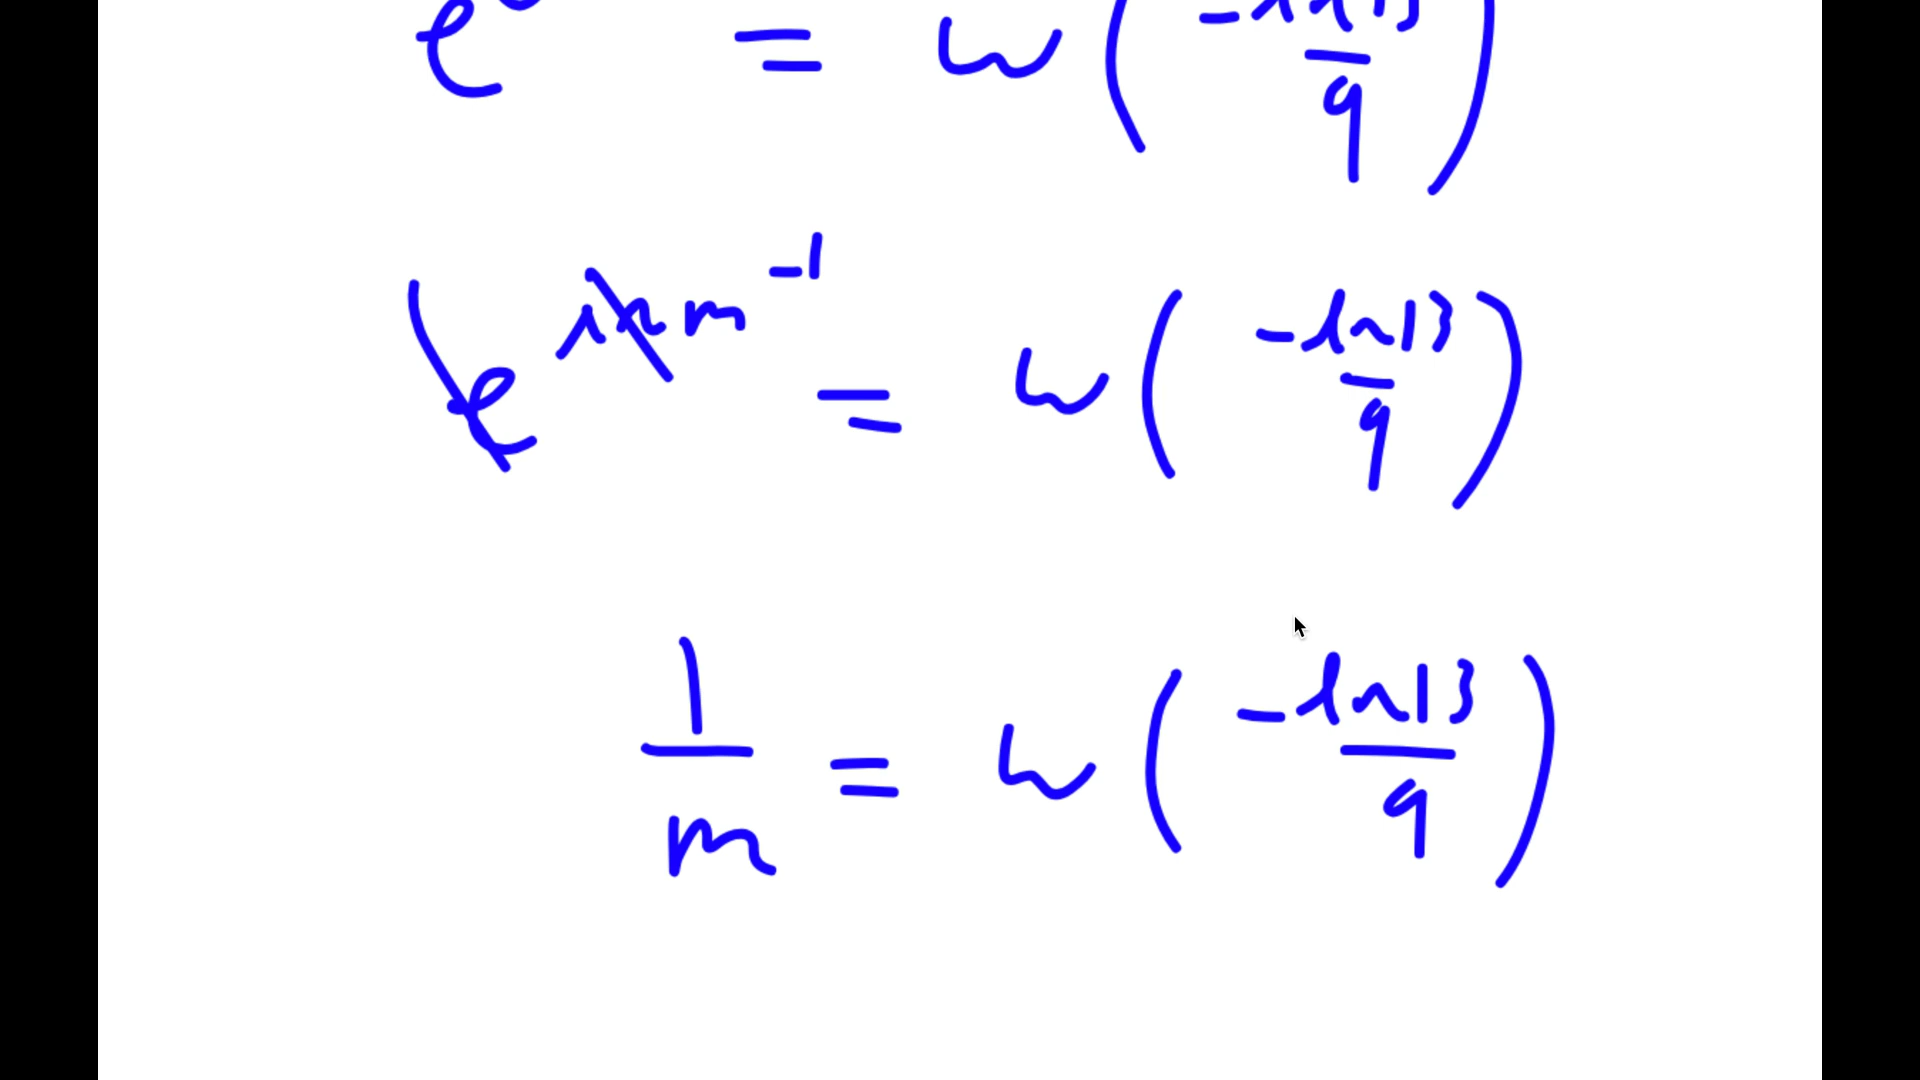 e = W(-ln13/9)
e^(ln m^-1) = W(-ln13/9)
1/m = W(-ln13/9)